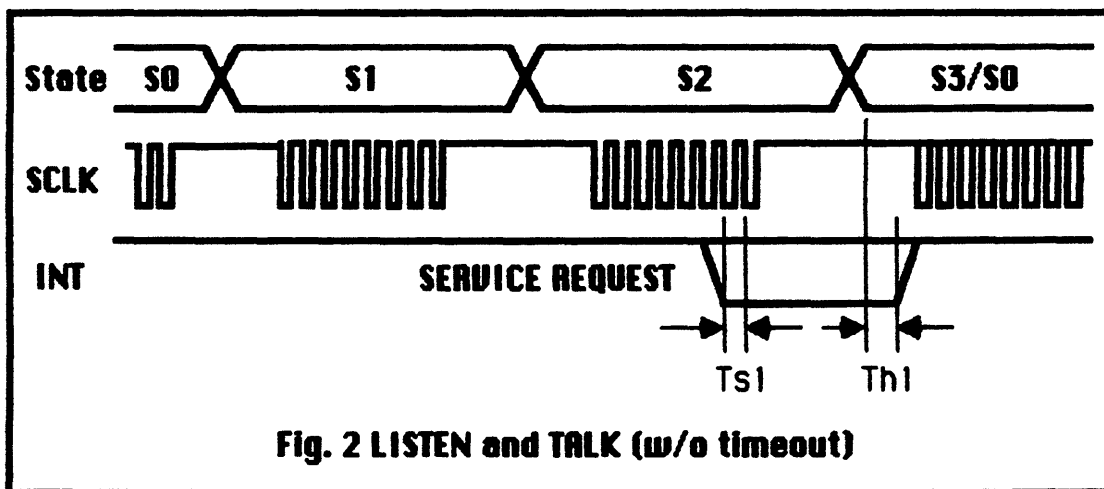 State S0 S1 S2 S3/S0
SCLK
INT SERVICE REQUEST
Ts1 Th1
Fig. 2 LISTEN and TALK (w/o timeout)